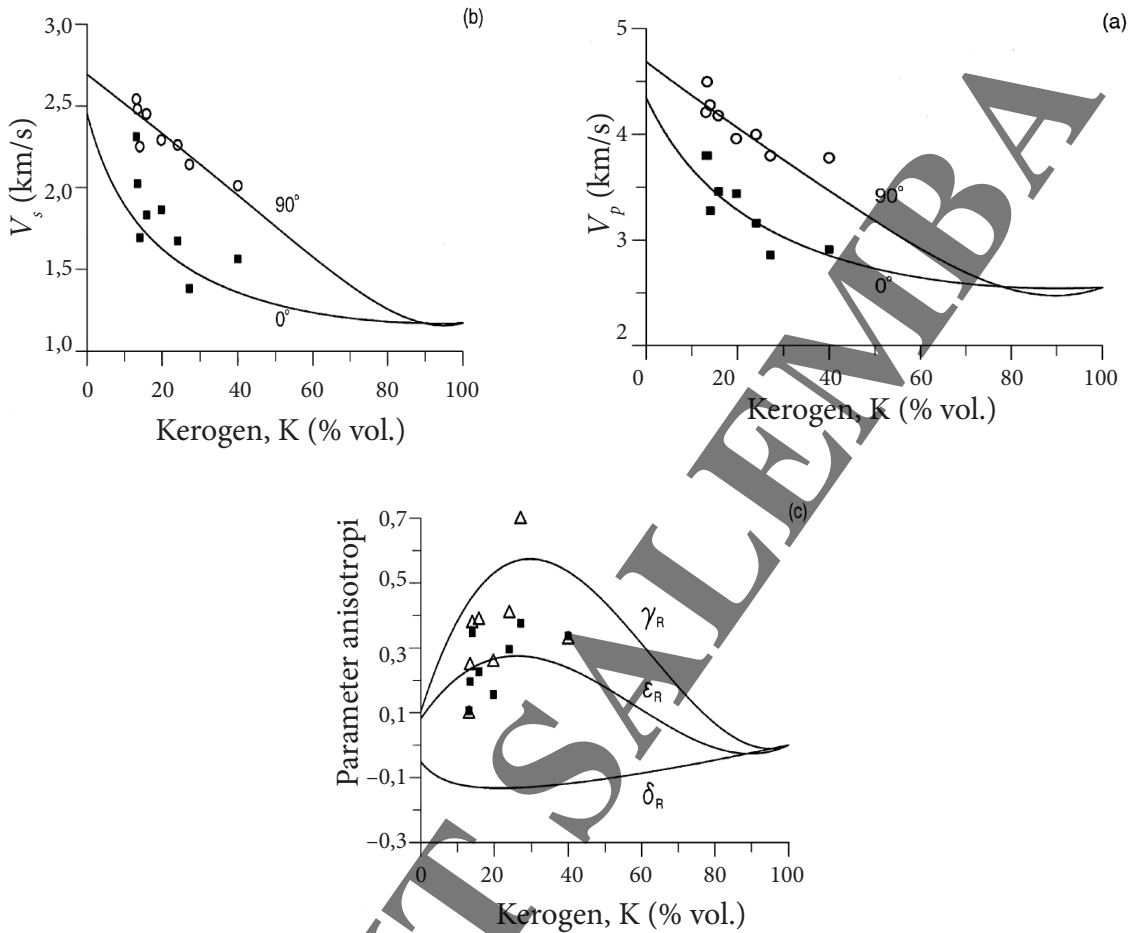 (b)
3,0
2,5
2,0
1,5
1,0
V_s (km/s)
90°
0°
0 20 40 60 80 100
Kerogen, K (% vol.)
(a)
5
4
3
2
V_p (km/s)
90°
0°
0 20 40 60 80 100
Kerogen, K (% vol.)
(c)
0,7
0,5
0,3
0,1
−0,1
−0,3
Parameter anisotropi
γ_R
ε_R
δ_R
0 20 40 60 80 100
Kerogen, K (% vol.)
T SALEMBA